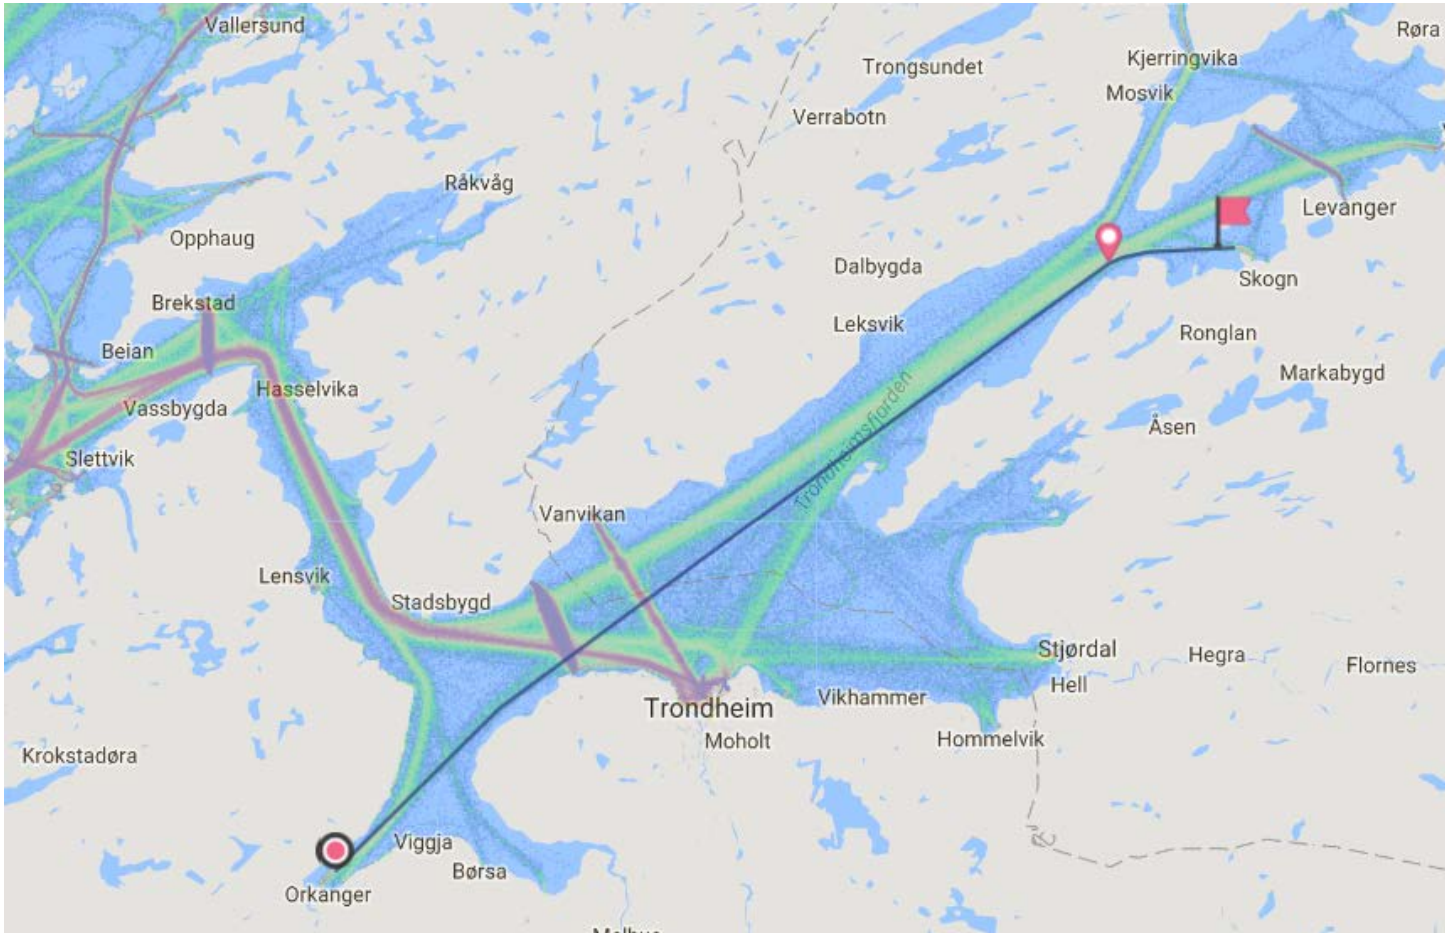 Vallersund
Røra
Kjerringvika
Trongsundet
Mosvik
Verrabotn
Råkvåg
Levanger
Opphaug
Dalbygda
Skogn
Brekstad
Leksvik
Ronglan
Beian
Markabygd
Hasselvika
Trondheimsfjorden
Vassbygda
Åsen
Slettvik
Vanvikan
Lensvik
Stadsbygd
Stjørdal
Hegra
Flornes
Hell
Vikhammer
Trondheim
Moholt
Hommelvik
Krokstadøra
Viggja
Børsa
Orkanger